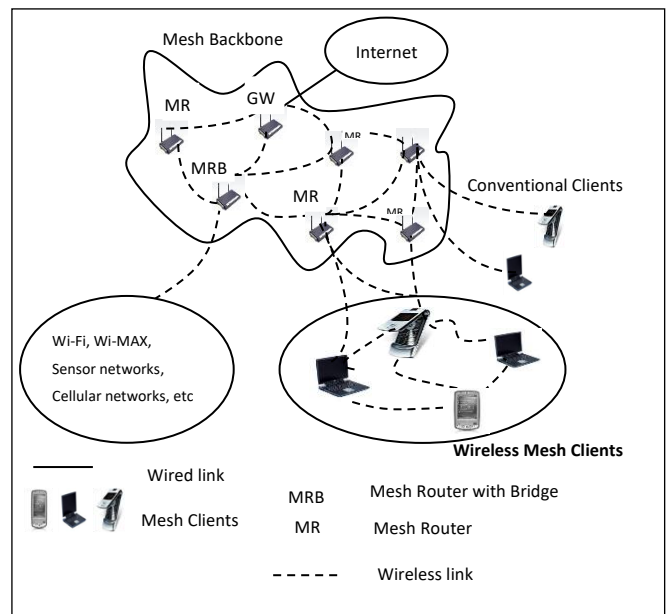 Mesh Backbone
Internet
MR
GW
MR
MRB
MR
MR
Conventional Clients
Wi-Fi, Wi-MAX,
Sensor networks,
Cellular networks, etc
Wireless Mesh Clients
Wired link
MRB Mesh Router with Bridge
Mesh Clients
MR Mesh Router
Wireless link